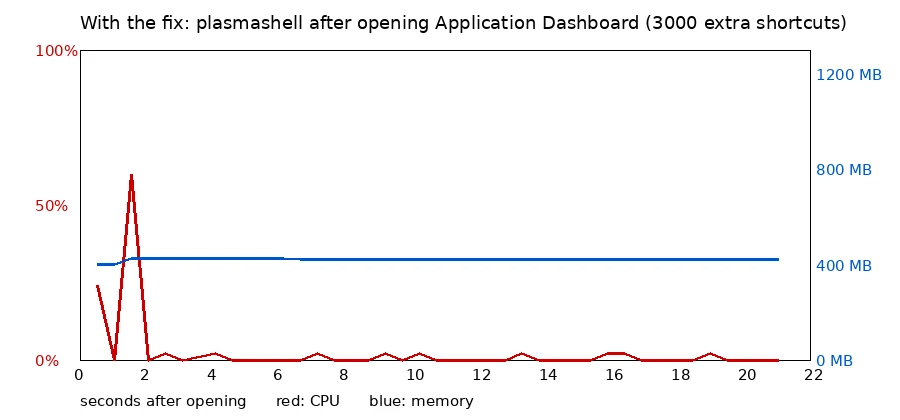 With the fix: plasmashell after opening Application Dashboard (3000 extra shortcuts)
100%
1200 MB
800 MB
50%
400 MB
0%
0 MB
0 2 4 6 8 10 12 14 16 18 20 22
seconds after opening red: CPU blue: memory